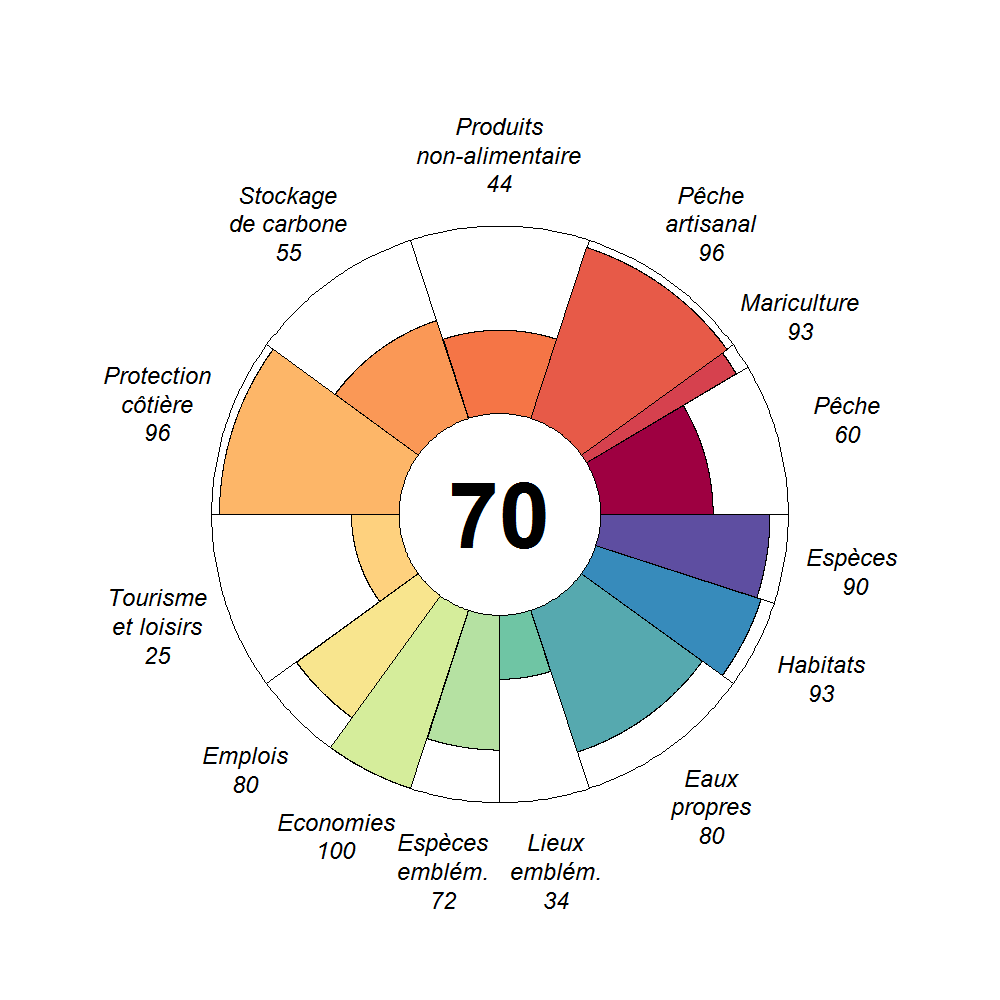 Produits
non-alimentaire
44
Pêche
artisanal
96
Mariculture
93
Pêche
60
Espèces
90
Habitats
93
Eaux
propres
80
Lieux
emblém.
34
Espèces
emblém.
72
Economies
100
Emplois
80
Tourisme
et loisirs
25
Protection
côtière
96
Stockage
de carbone
55
70